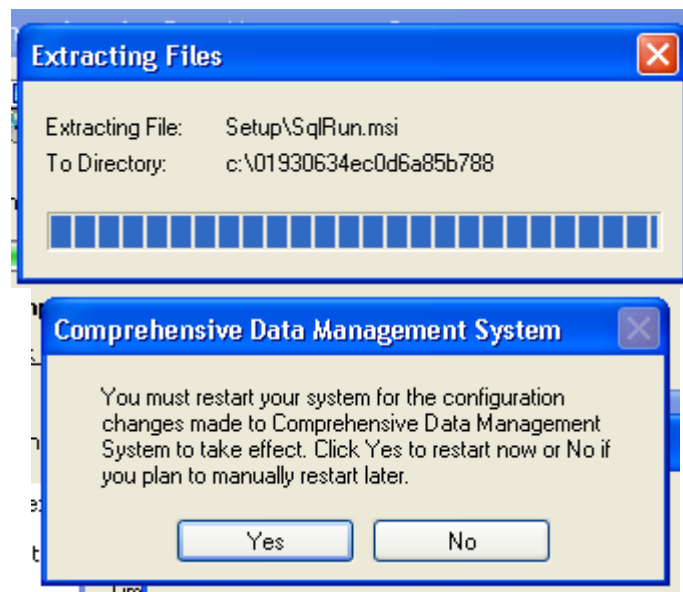 Extracting Files
Extracting File: Setup\SqlRun.msi
To Directory: c:\01930634ec0d6a85b788
Comprehensive Data Management System
You must restart your system for the configuration
changes made to Comprehensive Data Management
System to take effect. Click Yes to restart now or No if
you plan to manually restart later.
Yes No